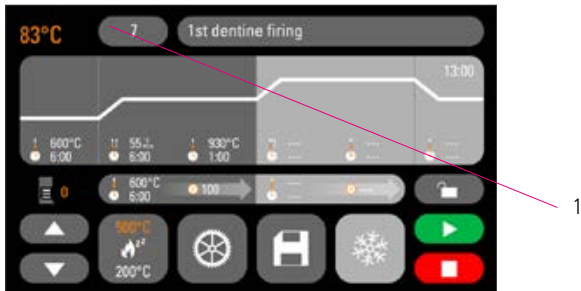 83°C 7 1st dentine firing
13:00
600°C 55 930°C --- --- ---
6:00 6:00 1:00 --- --- ---
0 600°C 6:00 100 --- ---
1
500°C
200°C